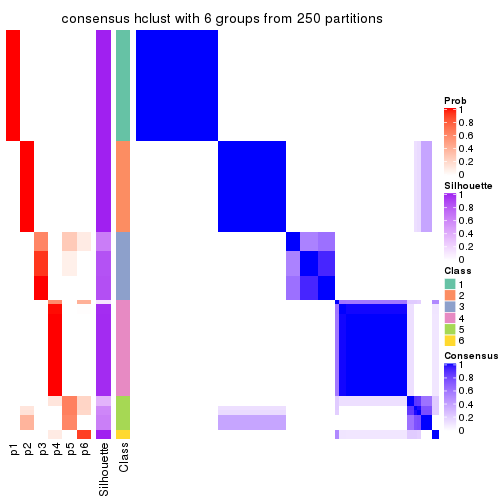 consensus hclust with 6 groups from 250 partitions
Prob
1
0.8
0.6
0.4
0.2
0
Silhouette
1
0.8
0.6
0.4
0.2
0
Class
1
2
3
4
5
6
Consensus
1
0.8
0.6
0.4
0.2
0
p1
p2
p3
p4
p5
p6
Silhouette
Class